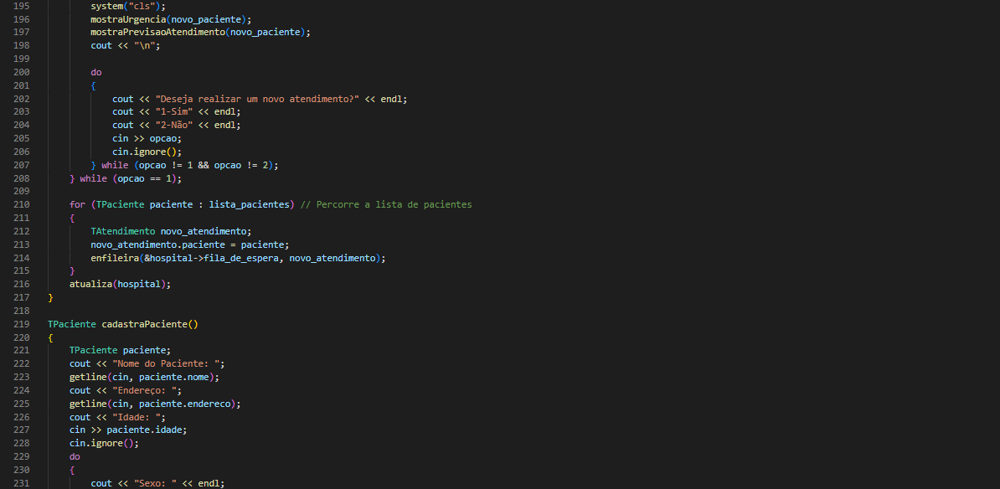 195 system("cls");
196 mostraUrgencia(novo_paciente);
197 mostraPrevisaoAtendimento(novo_paciente);
198 cout << "\n";
199
200 do
201 {
202 cout << "Deseja realizar um novo atendimento?" << endl;
203 cout << "1-Sim" << endl;
204 cout << "2-Não" << endl;
205 cin >> opcao;
206 cin.ignore();
207 } while (opcao != 1 && opcao != 2);
208 } while (opcao == 1);
209
210 for (TPaciente paciente : lista_pacientes) // Percorre a lista de pacientes
211 {
212 TAtendimento novo_atendimento;
213 novo_atendimento.paciente = paciente;
214 enfileira(&hospital->fila_de_espera, novo_atendimento);
215 }
216 atualiza(hospital);
217 }
218
219 TPaciente cadastraPaciente()
220 {
221 TPaciente paciente;
222 cout << "Nome do Paciente: ";
223 getline(cin, paciente.nome);
224 cout << "Endereço: ";
225 getline(cin, paciente.endereco);
226 cout << "Idade: ";
227 cin >> paciente.idade;
228 cin.ignore();
229 do
230 {
231 cout << "Sexo: " << endl;